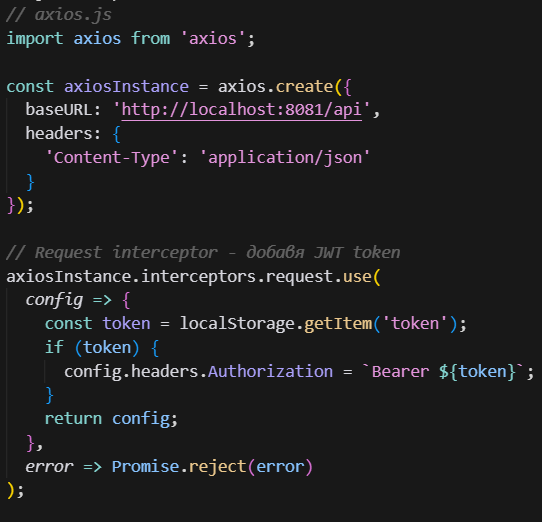 // axios.js
import axios from 'axios';

const axiosInstance = axios.create({
  baseURL: 'http://localhost:8081/api',
  headers: {
    'Content-Type': 'application/json'
  }
});

// Request interceptor - добавя JWT token
axiosInstance.interceptors.request.use(
  config => {
    const token = localStorage.getItem('token');
    if (token) {
      config.headers.Authorization = `Bearer ${token}`;
    }
    return config;
  },
  error => Promise.reject(error)
);